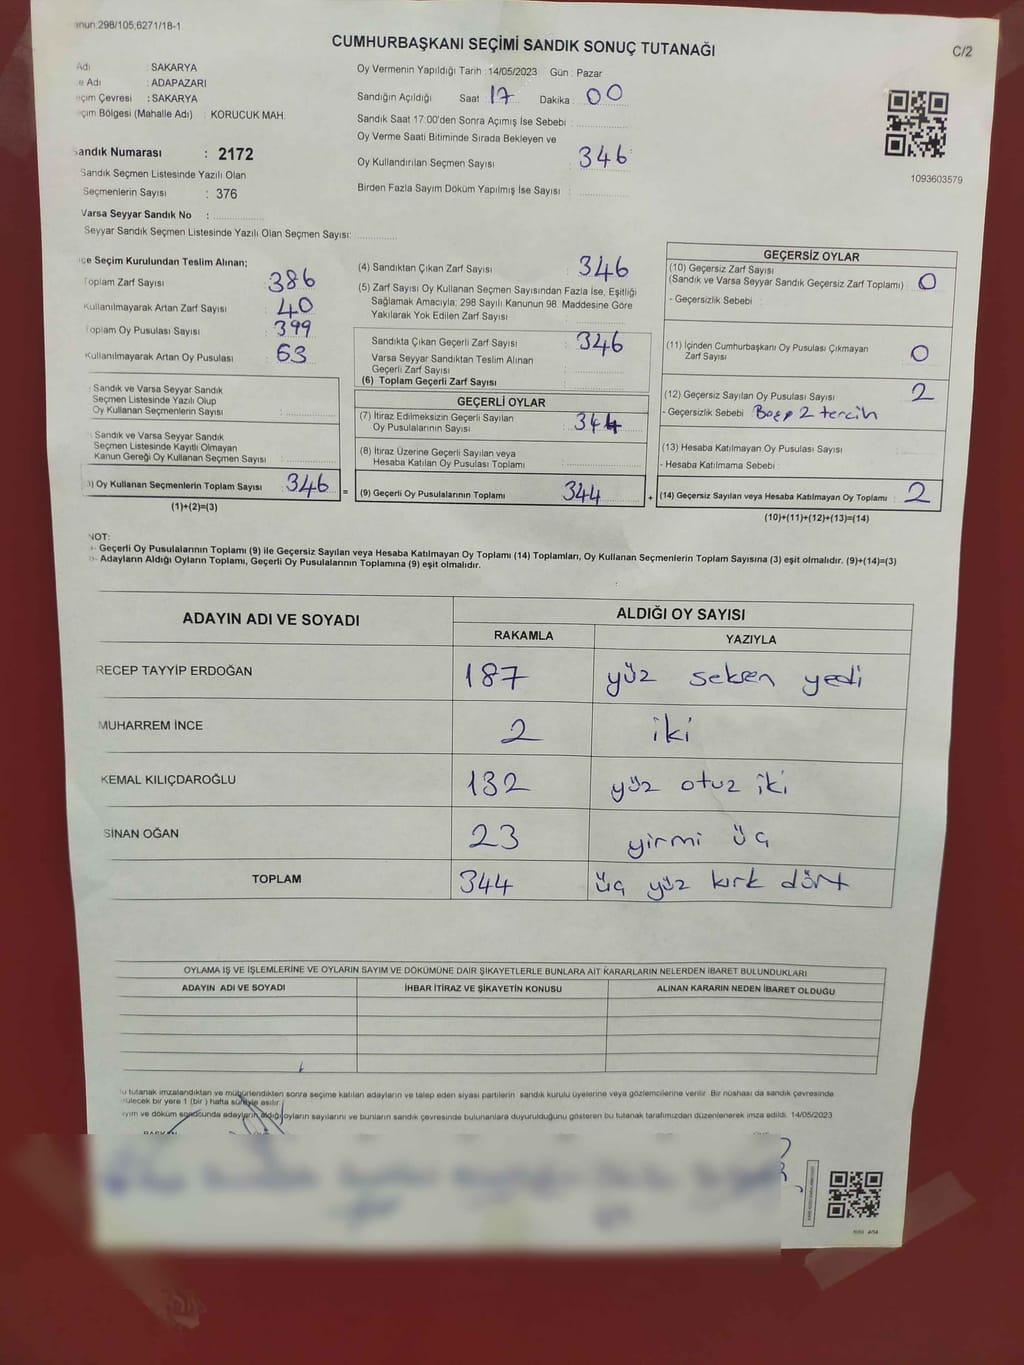 nun:298/105,6271/18-1
CUMHURBAŞKANI SEÇİMİ SANDIK SONUÇ TUTANAĞI
C/2
Adı : SAKARYA
e Adı : ADAPAZARI
eçim Çevresi : SAKARYA
çim Bölgesi (Mahalle Adı) : KORUCUK MAH.
Sandık Numarası : 2172
Sandık Seçmen Listesinde Yazılı Olan
Seçmenlerin Sayısı : 376
Varsa Seyyar Sandık No :
Seyyar Sandık Seçmen Listesinde Yazılı Olan Seçmen Sayısı:
Oy Vermenin Yapıldığı Tarih : 14/05/2023 Gün : Pazar
Sandığın Açıldığı Saat 17 Dakika : 00
Sandık Saat 17:00'den Sonra Açımış İse Sebebi :
Oy Verme Saati Bitiminde Sırada Bekleyen ve
Oy Kullandırılan Seçmen Sayısı : 346
Birden Fazla Sayım Döküm Yapılmış İse Sayısı :
1093603579
çe Seçim Kurulundan Teslim Alınan;
Toplam Zarf Sayısı : 386
Kullanılmayarak Artan Zarf Sayısı : 40
Toplam Oy Pusulası Sayısı : 399
Kullanılmayarak Artan Oy Pusulası : 63
Sandık ve Varsa Seyyar Sandık
Seçmen Listesinde Yazılı Olup
Oy Kullanan Seçmenlerin Sayısı :
Sandık ve Varsa Seyyar Sandık
Seçmen Listesinde Kayıtlı Olmayan
Kanun Gereği Oy Kullanan Seçmen Sayısı :
) Oy Kullanan Seçmenlerin Toplam Sayısı 346 =
(1)+(2)=(3)
(4) Sandıktan Çıkan Zarf Sayısı : 346
(5) Zarf Sayısı Oy Kullanan Seçmen Sayısından Fazla İse, Eşitliği
Sağlamak Amacıyla; 298 Sayılı Kanunun 98. Maddesine Göre
Yakılarak Yok Edilen Zarf Sayısı :
Sandıkta Çıkan Geçerli Zarf Sayısı : 346
Varsa Seyyar Sandıktan Teslim Alınan
Geçerli Zarf Sayısı :
(6) Toplam Geçerli Zarf Sayısı :
GEÇERLİ OYLAR
(7) İtiraz Edilmeksizin Geçerli Sayılan
Oy Pusulalarının Sayısı : 344
(8) İtiraz Üzerine Geçerli Sayılan veya
Hesaba Katılan Oy Pusulası Toplamı :
(9) Geçerli Oy Pusulalarının Toplamı 344 +
GEÇERSİZ OYLAR
(10) Geçersiz Zarf Sayısı
(Sandık ve Varsa Seyyar Sandık Geçersiz Zarf Toplamı) : 0
- Geçersizlik Sebebi :
(11) İçinden Cumhurbaşkanı Oy Pusulası Çıkmayan
Zarf Sayısı : 0
(12) Geçersiz Sayılan Oy Pusulası Sayısı : 2
- Geçersizlik Sebebi : 2 tercih
(13) Hesaba Katılmayan Oy Pusulası Sayısı :
- Hesaba Katılmama Sebebi :
(14) Geçersiz Sayılan veya Hesaba Katılmayan Oy Toplamı : 2
(10)+(11)+(12)+(13)=(14)
NOT:
- Geçerli Oy Pusulalarının Toplamı (9) ile Geçersiz Sayılan veya Hesaba Katılmayan Oy Toplamı (14) Toplamları, Oy Kullanan Seçmenlerin Toplam Sayısına (3) eşit olmalıdır. (9)+(14)=(3)
- Adayların Aldığı Oyların Toplamı, Geçerli Oy Pusulalarının Toplamına (9) eşit olmalıdır.
ADAYIN ADI VE SOYADI
ALDIĞI OY SAYISI
RAKAMLA YAZIYLA
RECEP TAYYİP ERDOĞAN 187 yüz seksen yedi
MUHARREM İNCE 2 iki
KEMAL KILIÇDAROĞLU 132 yüz otuz iki
SİNAN OĞAN 23 yirmi üç
TOPLAM 344 üç yüz kırk dört
OYLAMA İŞ VE İŞLEMLERİNE VE OYLARIN SAYIM VE DÖKÜMÜNE DAİR ŞİKAYETLERLE BUNLARA AİT KARARLARIN NELERDEN İBARET BULUNDUKLARI
ADAYIN ADI VE SOYADI İHBAR İTİRAZ VE ŞİKAYETİN KONUSU ALINAN KARARIN NEDEN İBARET OLDUĞU
u tutanak imzalandıktan ve mühürlendikten sonra seçime katılan adayların ve talep eden siyasi partilerin sandık kurulu üyelerine veya gözlemcilerine verilir. Bir nüshası da sandık çevresinde
ülecek bir yere 1 (bir) hafta süreyle asılır.
ayım ve döküm sonucunda adayların aldığı oyların sayılarını ve bunların sandık çevresinde bulunanlara duyurulduğunu gösteren bu tutanak tarafımızdan düzenlenerek imza edildi. 14/05/2023